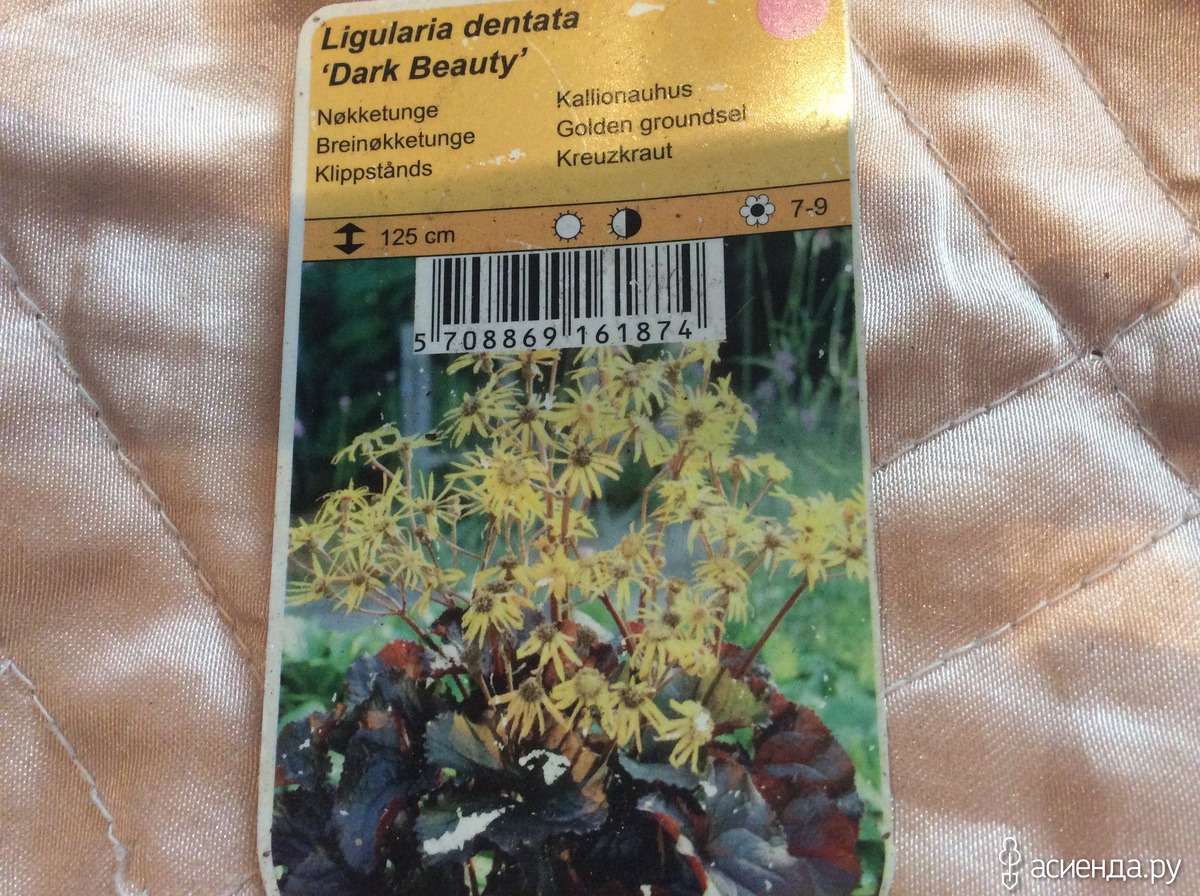 Ligularia dentata
'Dark Beauty'
Nøkketunge
Breinøkketunge
Klippstånds
Kallionauhus
Golden groundsel
Kreuzkraut
125 cm
7-9
5 708869 161874
асиенда.ру